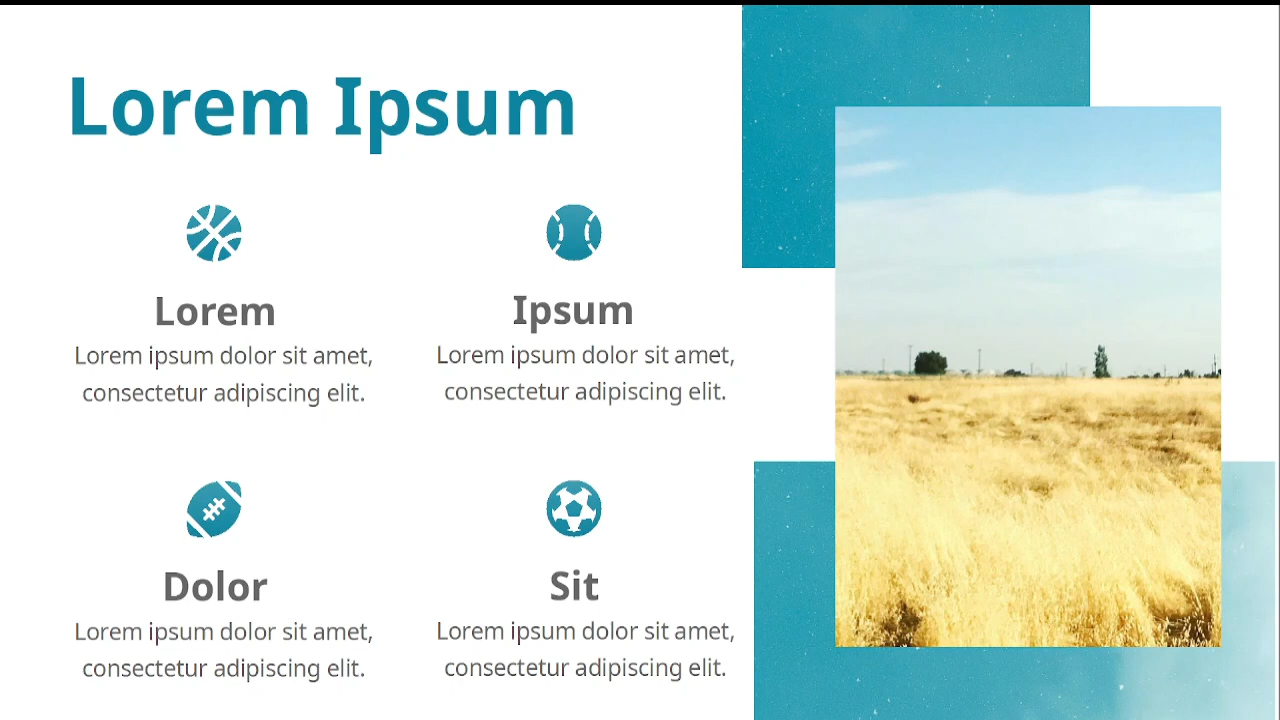 Lorem Ipsum
Lorem
Lorem ipsum dolor sit amet,
consectetur adipiscing elit.
Ipsum
Lorem ipsum dolor sit amet,
consectetur adipiscing elit.
Dolor
Lorem ipsum dolor sit amet,
consectetur adipiscing elit.
Sit
Lorem ipsum dolor sit amet,
consectetur adipiscing elit.